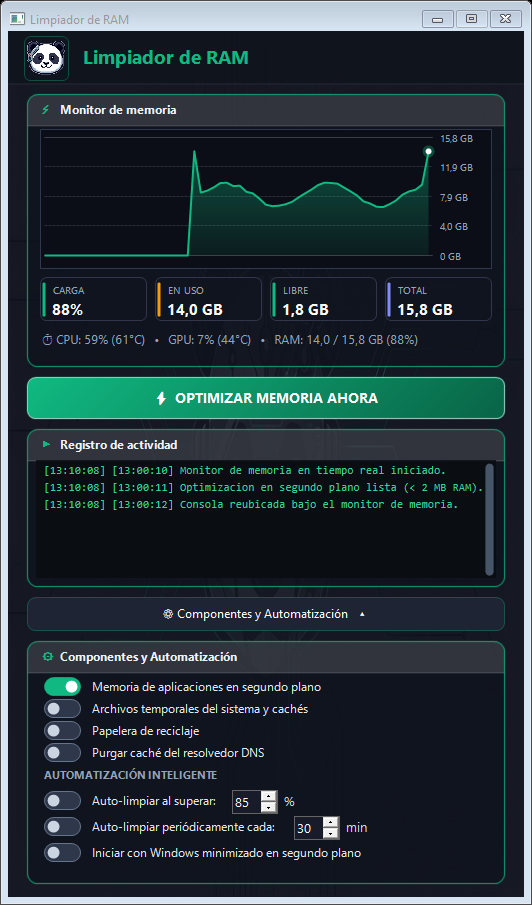 Limpiador de RAM
Limpiador de RAM
Monitor de memoria
15,8 GB
11,9 GB
7,9 GB
4,0 GB
0 GB
CARGA
88%
EN USO
14,0 GB
LIBRE
1,8 GB
TOTAL
15,8 GB
CPU: 59% (61°C) • GPU: 7% (44°C) • RAM: 14,0 / 15,8 GB (88%)
OPTIMIZAR MEMORIA AHORA
Registro de actividad
[13:10:08] [13:00:10] Monitor de memoria en tiempo real iniciado.
[13:10:08] [13:00:11] Optimizacion en segundo plano lista (< 2 MB RAM).
[13:10:08] [13:00:12] Consola reubicada bajo el monitor de memoria.
Componentes y Automatización
Componentes y Automatización
Memoria de aplicaciones en segundo plano
Archivos temporales del sistema y cachés
Papelera de reciclaje
Purgar caché del resolvedor DNS
AUTOMATIZACIÓN INTELIGENTE
Auto-limpiar al superar: 85 %
Auto-limpiar periódicamente cada: 30 min
Iniciar con Windows minimizado en segundo plano